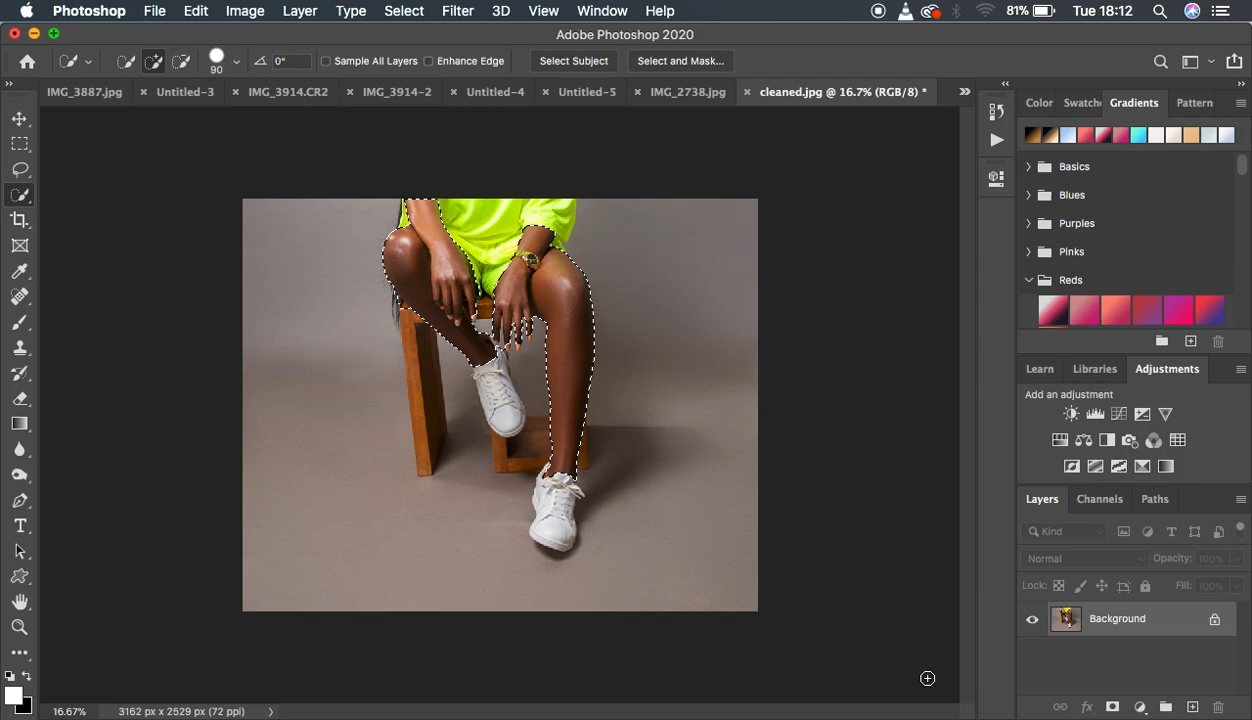 Photoshop File Edit Image Layer Type Select Filter 3D View Window Help 81% Tue 18:12
Adobe Photoshop 2020
90 0° Sample All Layers Enhance Edge Select Subject Select and Mask...
IMG_3887.jpg Untitled-3 IMG_3914.CR2 IMG_3914-2 Untitled-4 Untitled-5 IMG_2738.jpg cleaned.jpg @ 16.7% (RGB/8) *
Color Swatche Gradients Pattern
Basics
Blues
Purples
Pinks
Reds
Learn Libraries Adjustments
Add an adjustment
Layers Channels Paths
Kind
Normal Opacity: 100%
Lock: Fill: 100%
Background
16.67% 3162 px x 2529 px (72 ppi)